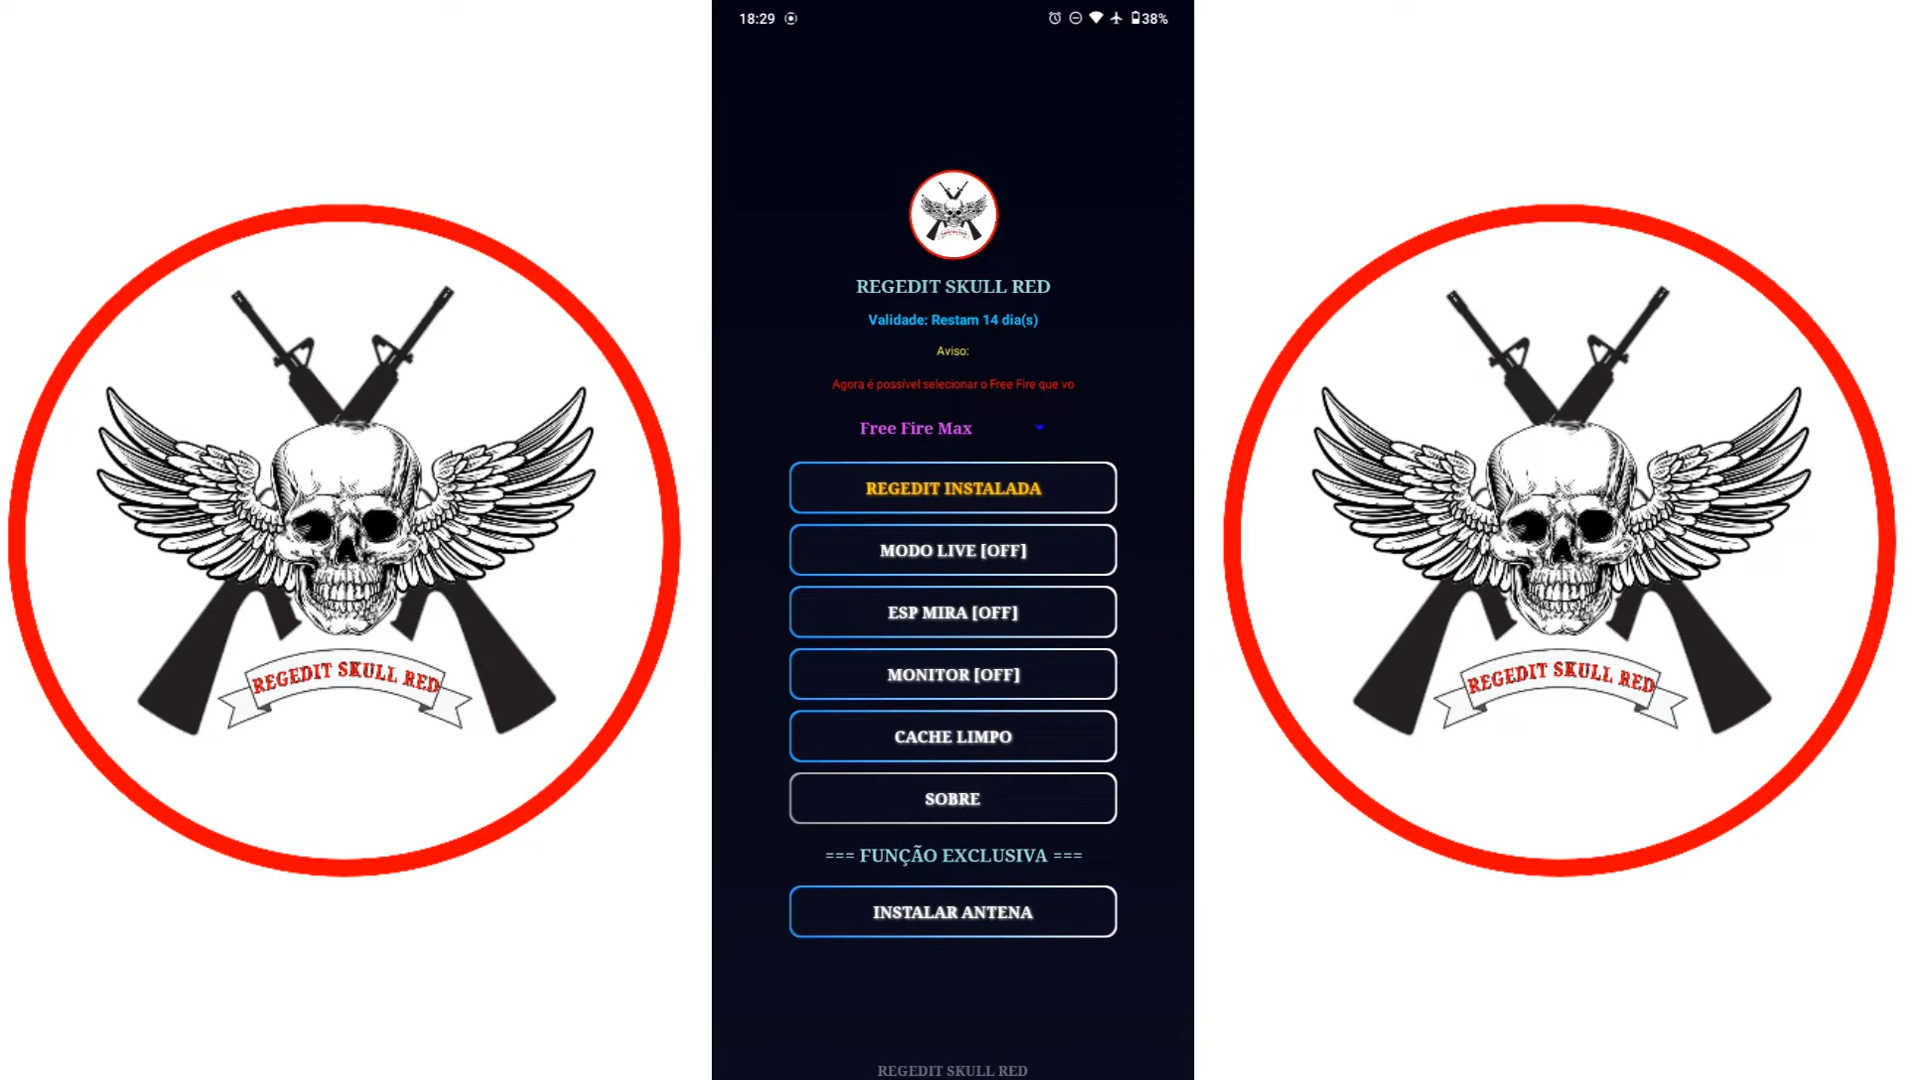 18:29
38%
REGEDIT SKULL RED
Validade: Restam 14 dia(s)
Aviso:
Agora é possível selecionar o Free Fire que vo
Free Fire Max
REGEDIT INSTALADA
MODO LIVE [OFF]
ESP MIRA [OFF]
MONITOR [OFF]
CACHE LIMPO
SOBRE
=== FUNÇÃO EXCLUSIVA ===
INSTALAR ANTENA
REGEDIT SKULL RED
REGEDIT SKULL RED
REGEDIT SKULL RED